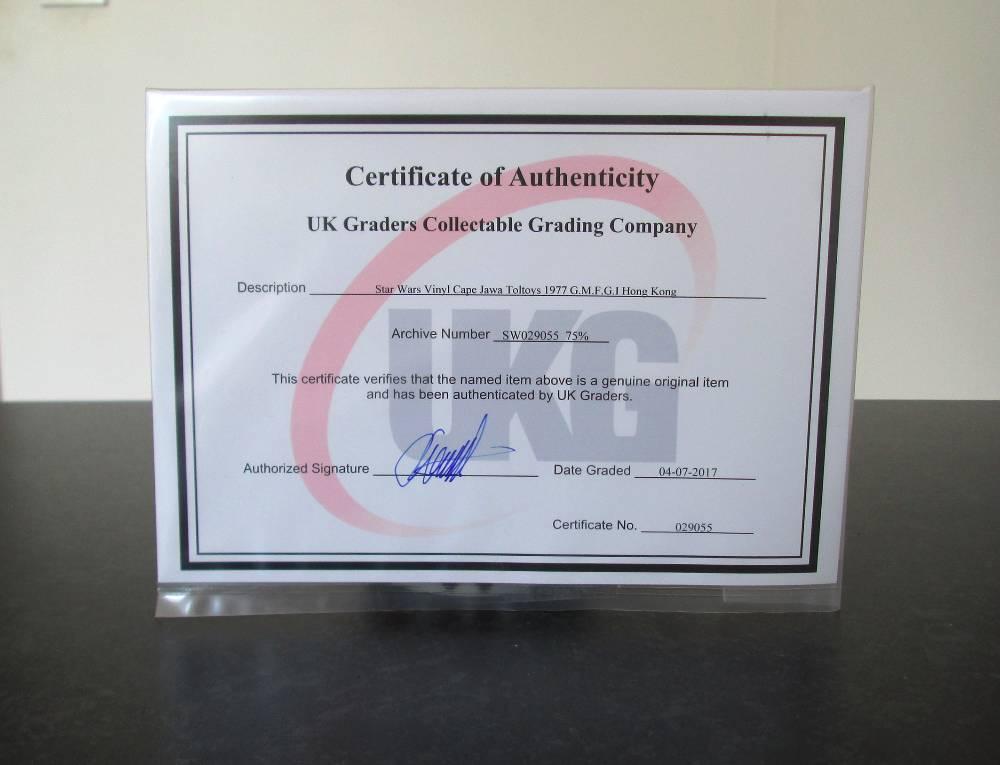 Certificate of Authenticity
UK Graders Collectable Grading Company
Description Star Wars Vinyl Cape Jawa Toltoys 1977 G.M.F.G.I Hong Kong
Archive Number SW029055 75%
UKG
This certificate verifies that the named item above is a genuine original item
and has been authenticated by UK Graders.
Authorized Signature Date Graded 04-07-2017
Certificate No. 029055